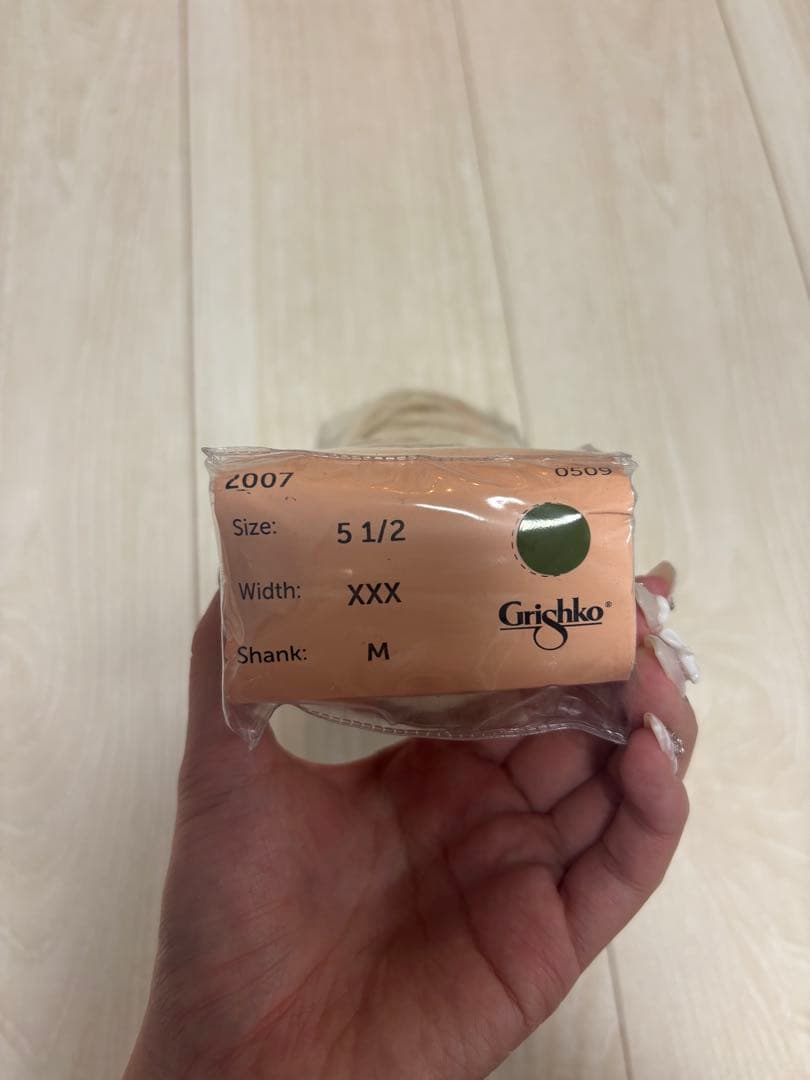 2007
0509
Size: 5 1/2
Width: XXX
Shank: M
Grishko®